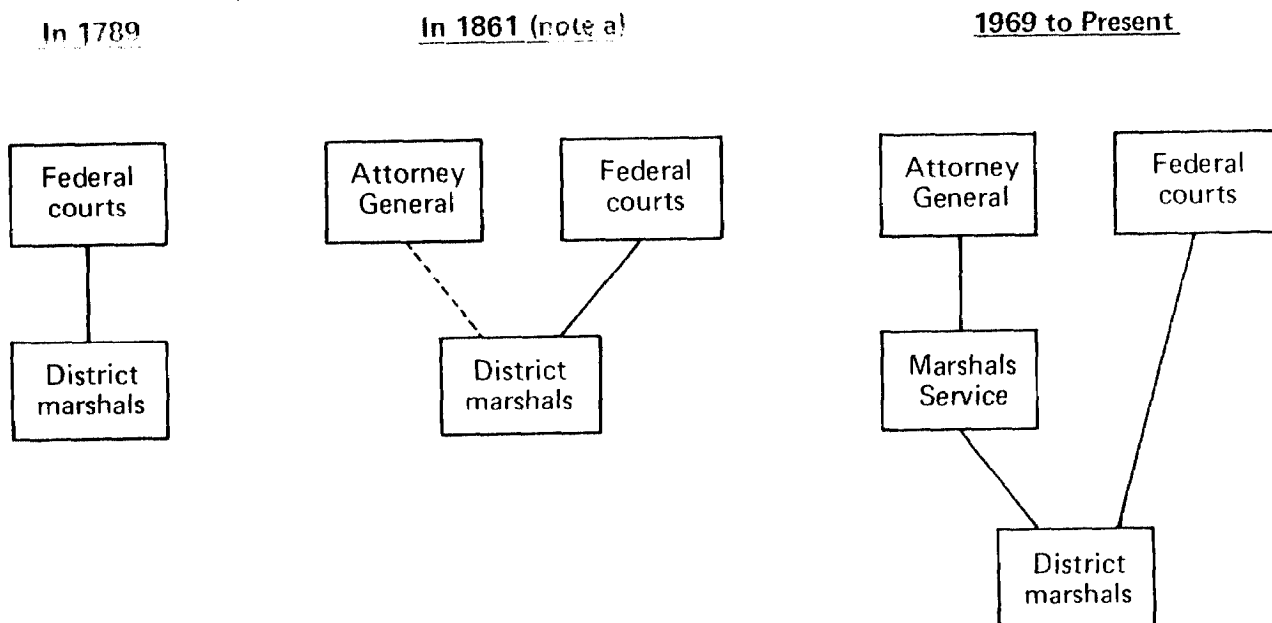 In 1789
Federal
courts
District
marshals
In 1861 (note a)
Attorney
General
Federal
courts
District
marshals
1969 to Present
Attorney
General
Federal
courts
Marshals
Service
District
marshals